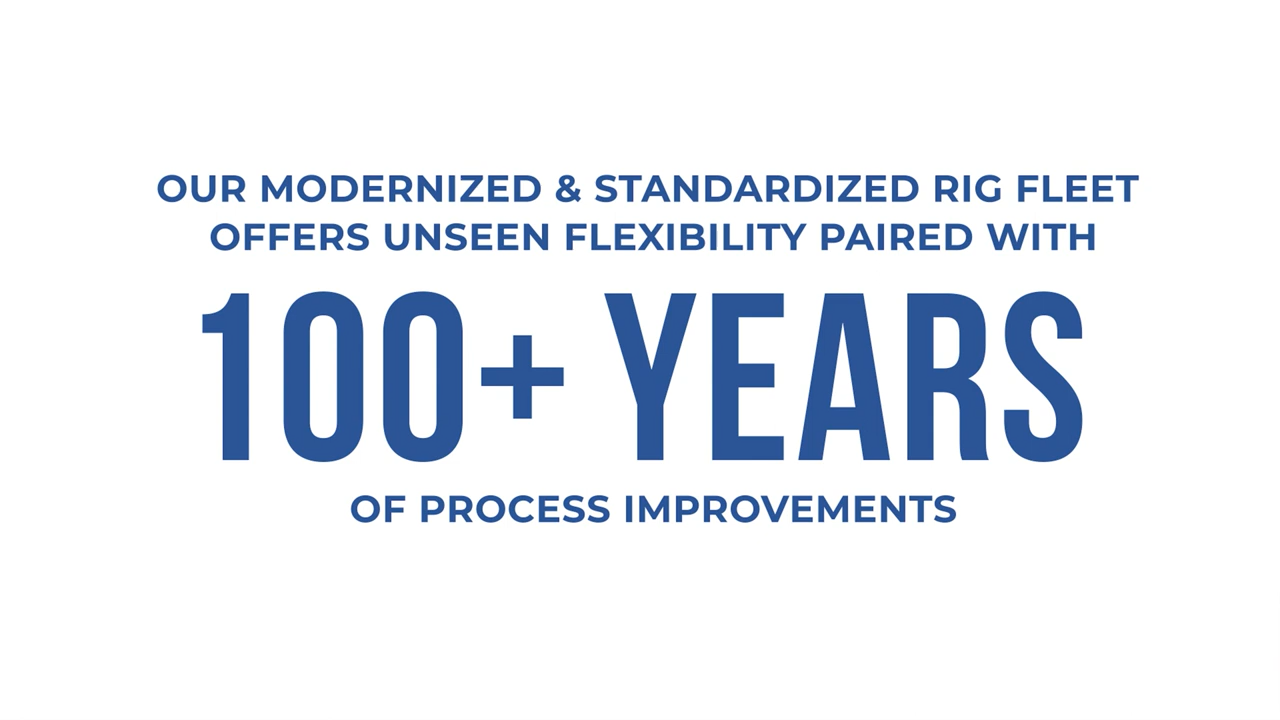 OUR MODERNIZED & STANDARDIZED RIG FLEET
OFFERS UNSEEN FLEXIBILITY PAIRED WITH
100+ YEARS
OF PROCESS IMPROVEMENTS